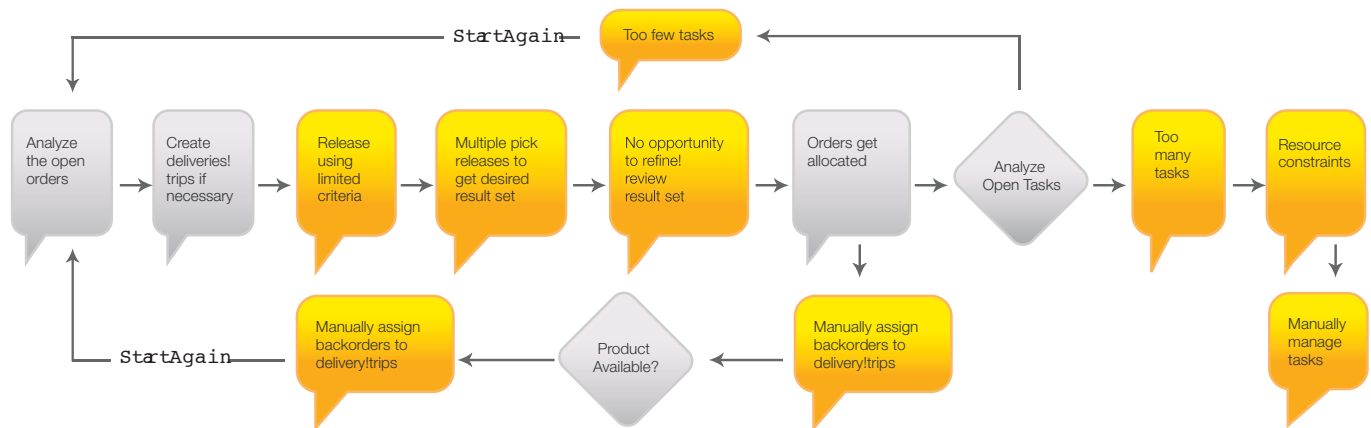 StartAgain
Too few tasks
Analyze
the open
orders
Create
deliveries!
trips if
necessary
Release
using
limited
criteria
Multiple pick
releases to
get desired
result set
No opportunity
to refine!
review
result set
Orders get
allocated
Analyze
Open Tasks
Too
many
tasks
Resource
constraints
StartAgain
Manually assign
backorders to
delivery!trips
Product
Available?
Manually assign
backorders to
delivery!trips
Manually
manage
tasks